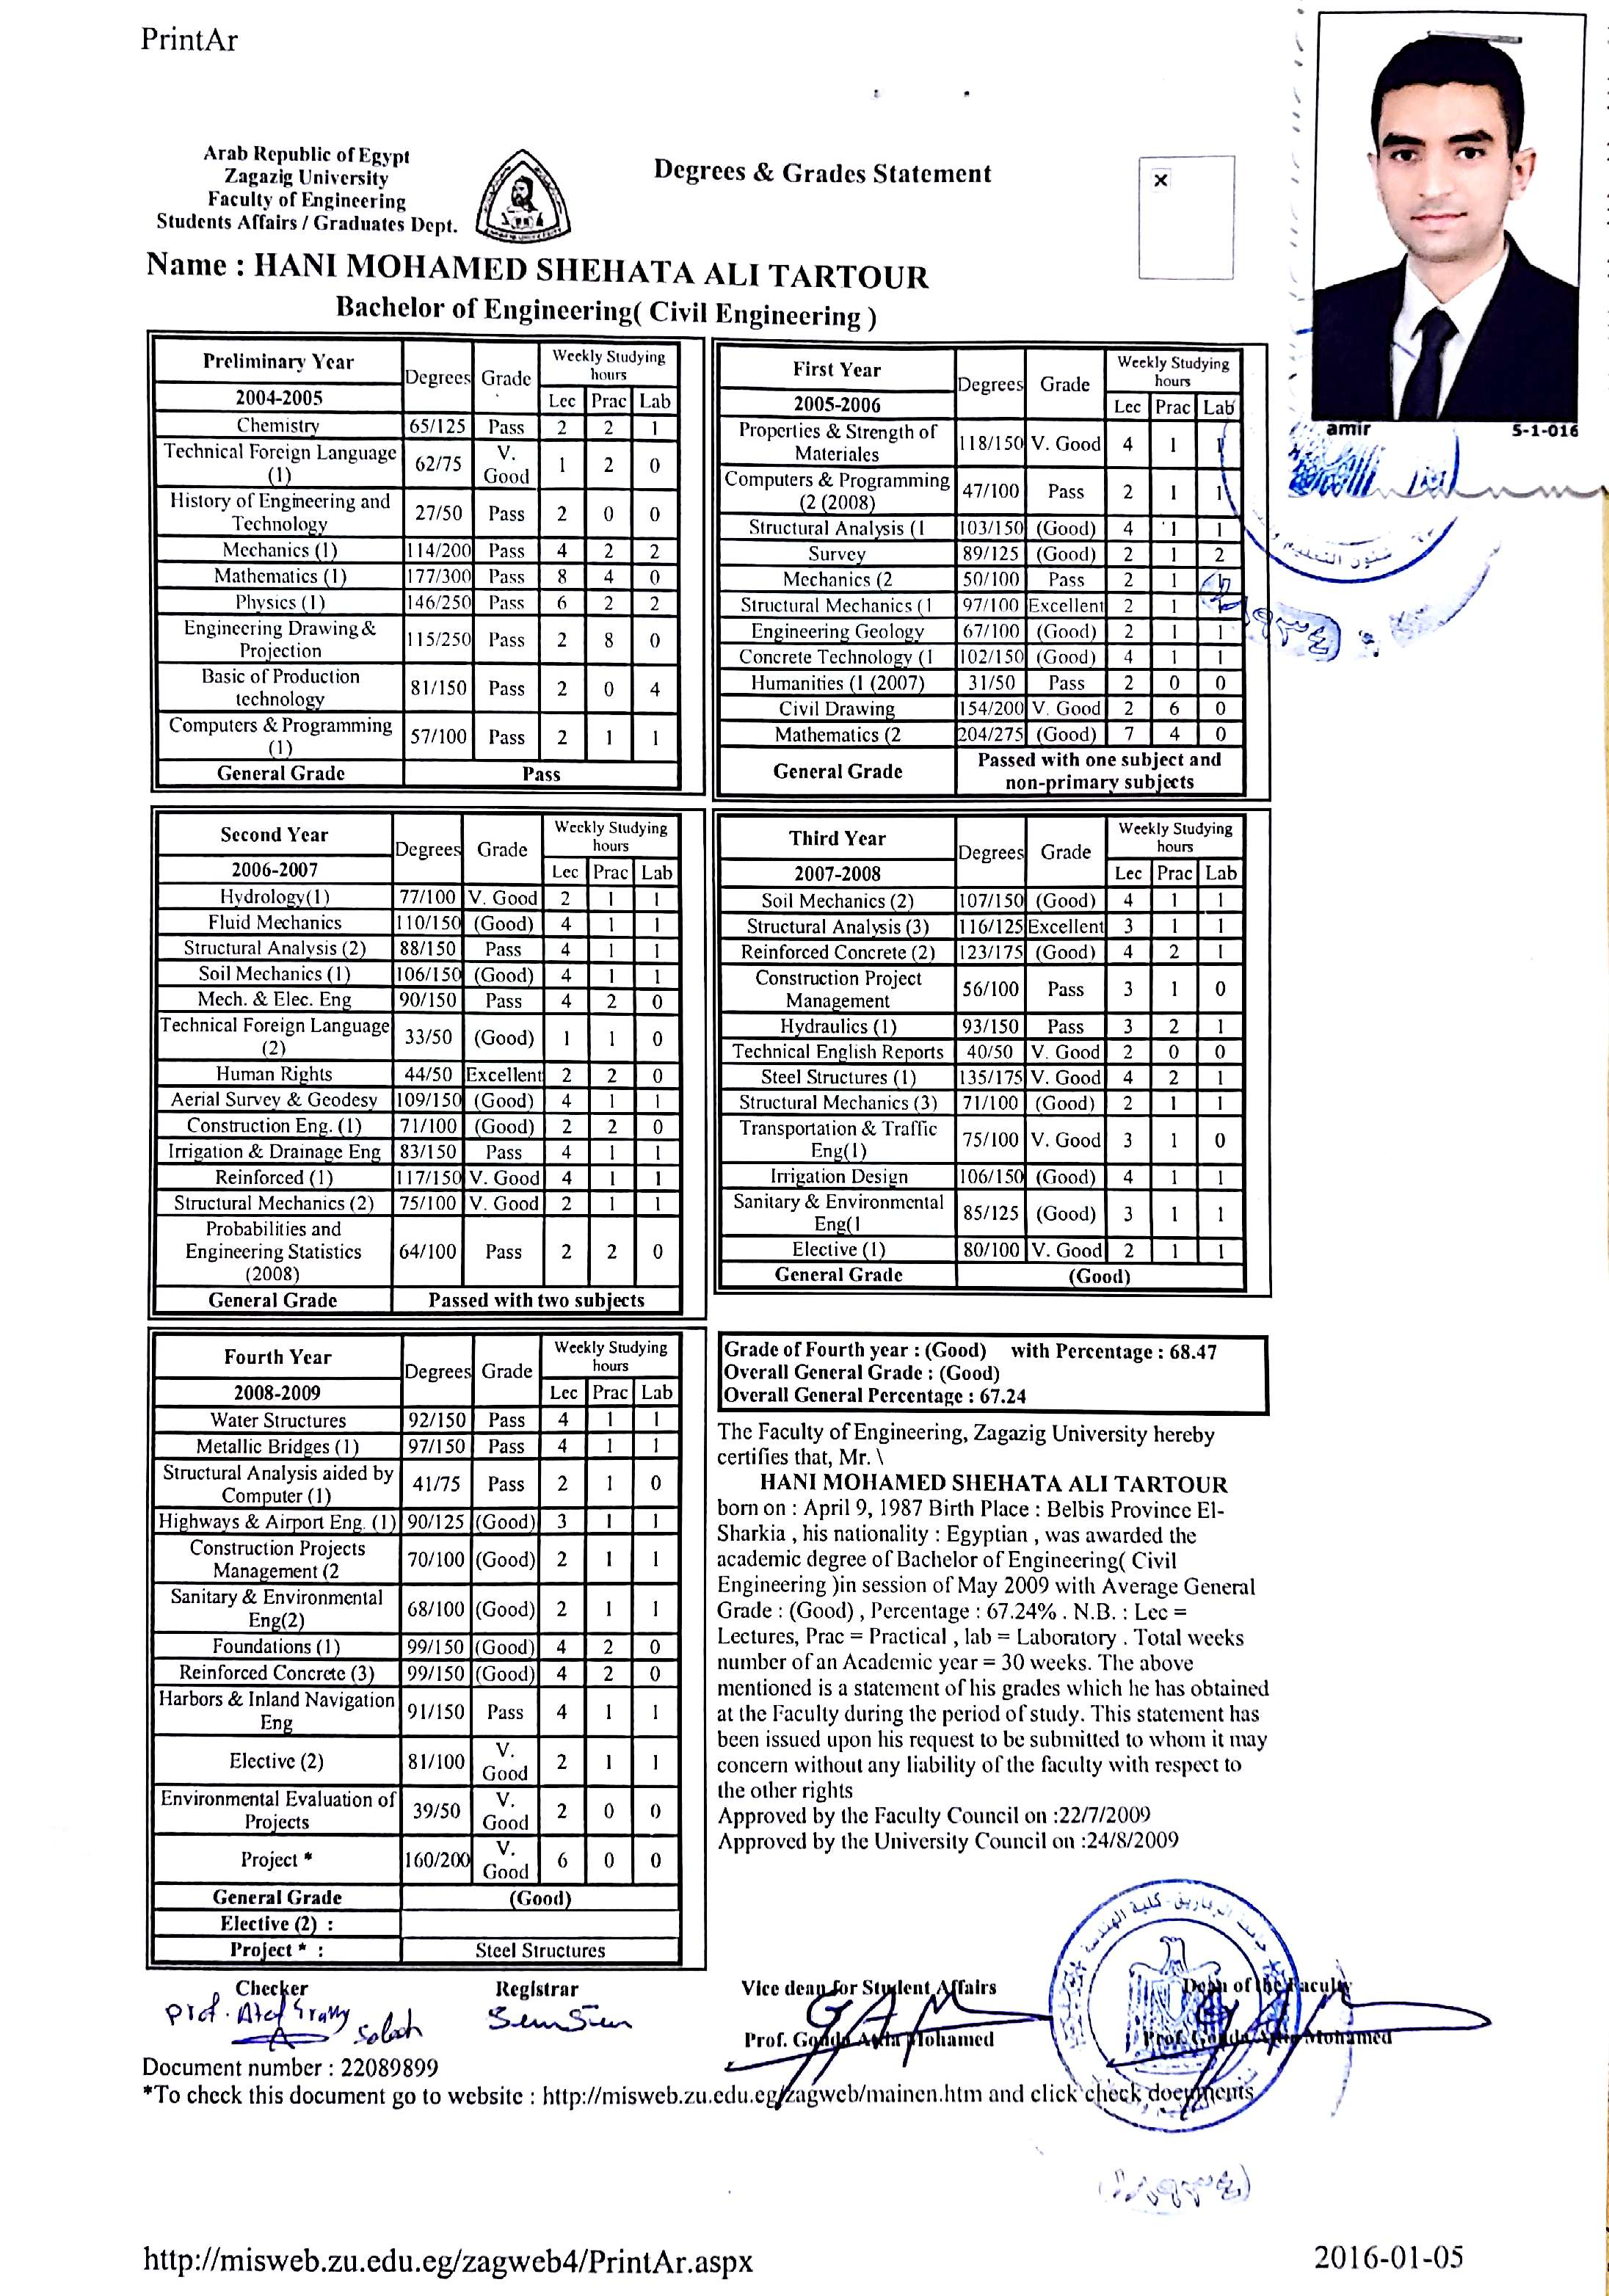 PrintAr
Arab Republic of Egypt
Zagazig University
Faculty of Engineering
Students Affairs / Graduates Dept.
Degrees & Grades Statement
Name : HANI MOHAMED SHEHATA ALI TARTOUR
Bachelor of Engineering( Civil Engineering )
amir 5-1-016
Preliminary Year Degrees Grade Weekly Studying hours
2004-2005 Lec Prac Lab
Chemistry 65/125 Pass 2 2 1
Technical Foreign Language (1) 62/75 V. Good 1 2 0
History of Engineering and Technology 27/50 Pass 2 0 0
Mechanics (1) 114/200 Pass 4 2 2
Mathematics (1) 177/300 Pass 8 4 0
Physics (1) 146/250 Pass 6 2 2
Engineering Drawing & Projection 115/250 Pass 2 8 0
Basic of Production technology 81/150 Pass 2 0 4
Computers & Programming (1) 57/100 Pass 2 1 1
General Grade Pass
First Year Degrees Grade Weekly Studying hours
2005-2006 Lec Prac Lab
Properties & Strength of Materiales 118/150 V. Good 4 1 1
Computers & Programming (2 (2008) 47/100 Pass 2 1 1
Structural Analysis (1 103/150 (Good) 4 1 1
Survey 89/125 (Good) 2 1 2
Mechanics (2 50/100 Pass 2 1
Structural Mechanics (1 97/100 Excellent 2 1
Engineering Geology 67/100 (Good) 2 1 1
Concrete Technology (1 102/150 (Good) 4 1 1
Humanities (1 (2007) 31/50 Pass 2 0 0
Civil Drawing 154/200 V. Good 2 6 0
Mathematics (2 204/275 (Good) 7 4 0
General Grade Passed with one subject and non-primary subjects
Second Year Degrees Grade Weekly Studying hours
2006-2007 Lec Prac Lab
Hydrology(1) 77/100 V. Good 2 1 1
Fluid Mechanics 110/150 (Good) 4 1 1
Structural Analysis (2) 88/150 Pass 4 1 1
Soil Mechanics (1) 106/150 (Good) 4 1 1
Mech. & Elec. Eng 90/150 Pass 4 2 0
Technical Foreign Language (2) 33/50 (Good) 1 1 0
Human Rights 44/50 Excellent 2 2 0
Aerial Survey & Geodesy 109/150 (Good) 4 1 1
Construction Eng. (1) 71/100 (Good) 2 2 0
Irrigation & Drainage Eng 83/150 Pass 4 1 1
Reinforced (1) 117/150 V. Good 4 1 1
Structural Mechanics (2) 75/100 V. Good 2 1 1
Probabilities and Engineering Statistics (2008) 64/100 Pass 2 2 0
General Grade Passed with two subjects
Third Year Degrees Grade Weekly Studying hours
2007-2008 Lec Prac Lab
Soil Mechanics (2) 107/150 (Good) 4 1 1
Structural Analysis (3) 116/125 Excellent 3 1 1
Reinforced Concrete (2) 123/175 (Good) 4 2 1
Construction Project Management 56/100 Pass 3 1 0
Hydraulics (1) 93/150 Pass 3 2 1
Technical English Reports 40/50 V. Good 2 0 0
Steel Structures (1) 135/175 V. Good 4 2 1
Structural Mechanics (3) 71/100 (Good) 2 1 1
Transportation & Traffic Eng(1) 75/100 V. Good 3 1 0
Irrigation Design 106/150 (Good) 4 1 1
Sanitary & Environmental Eng(1 85/125 (Good) 3 1 1
Elective (1) 80/100 V. Good 2 1 1
General Grade (Good)
Fourth Year Degrees Grade Weekly Studying hours
2008-2009 Lec Prac Lab
Water Structures 92/150 Pass 4 1 1
Metallic Bridges (1) 97/150 Pass 4 1 1
Structural Analysis aided by Computer (1) 41/75 Pass 2 1 0
Highways & Airport Eng. (1) 90/125 (Good) 3 1 1
Construction Projects Management (2 70/100 (Good) 2 1 1
Sanitary & Environmental Eng(2) 68/100 (Good) 2 1 1
Foundations (1) 99/150 (Good) 4 2 0
Reinforced Concrete (3) 99/150 (Good) 4 2 0
Harbors & Inland Navigation Eng 91/150 Pass 4 1 1
Elective (2) 81/100 V. Good 2 1 1
Environmental Evaluation of Projects 39/50 V. Good 2 0 0
Project * 160/200 V. Good 6 0 0
General Grade (Good)
Elective (2) :
Project * : Steel Structures
Grade of Fourth year : (Good) with Percentage : 68.47
Overall General Grade : (Good)
Overall General Percentage : 67.24
The Faculty of Engineering, Zagazig University hereby
certifies that, Mr. \
HANI MOHAMED SHEHATA ALI TARTOUR
born on : April 9, 1987 Birth Place : Belbis Province El-
Sharkia , his nationality : Egyptian , was awarded the
academic degree of Bachelor of Engineering( Civil
Engineering )in session of May 2009 with Average General
Grade : (Good) , Percentage : 67.24% . N.B. : Lec =
Lectures, Prac = Practical , lab = Laboratory . Total weeks
number of an Academic year = 30 weeks. The above
mentioned is a statement of his grades which he has obtained
at the Faculty during the period of study. This statement has
been issued upon his request to be submitted to whom it may
concern without any liability of the faculty with respect to
the other rights
Approved by the Faculty Council on :22/7/2009
Approved by the University Council on :24/8/2009
Checker Registrar Vice dean for Student Affairs Dean of the Faculty
Prof. Gouda Attia Mohamed Prof. Gouda Attia Mohamed
Document number : 22089899
*To check this document go to website : http://misweb.zu.edu.eg/zagweb/mainen.htm and click check documents
http://misweb.zu.edu.eg/zagweb4/PrintAr.aspx 2016-01-05